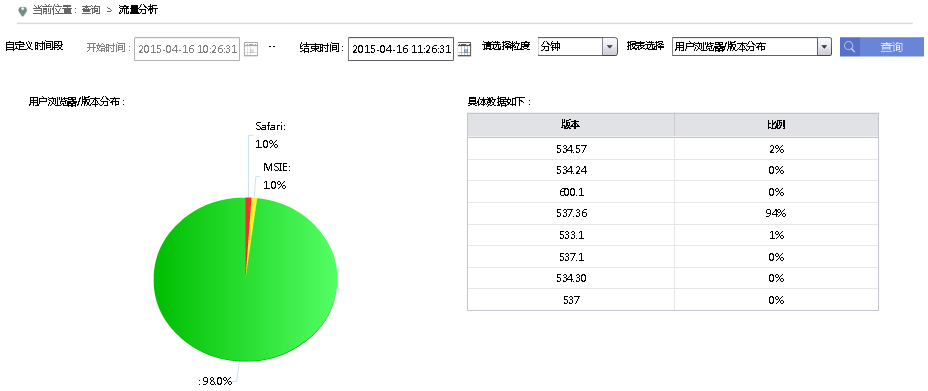 当前位置：查询 > 流量分析
自定义时间段 开始时间：2015-04-16 10:26:31 -- 结束时间：2015-04-16 11:26:31 请选择粒度 分钟 报表选择 用户浏览器/版本分布 查询
用户浏览器/版本分布：
Safari:
1.0%
MSIE:
1.0%
: 98.0%
具体数据如下：
版本 比例
534.57 2%
534.24 0%
600.1 0%
537.36 94%
533.1 1%
537.1 0%
534.30 0%
537 0%